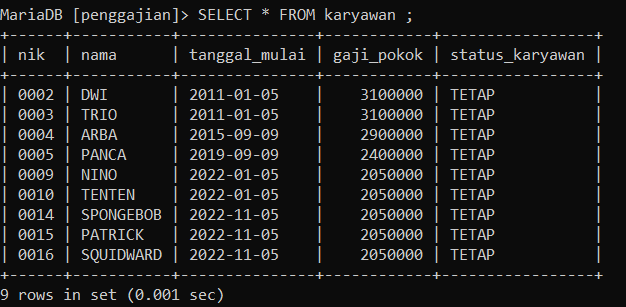 MariaDB [penggajian]> SELECT * FROM karyawan ;
+------+-----------+---------------+------------+-----------------+
| nik  | nama      | tanggal_mulai | gaji_pokok | status_karyawan |
+------+-----------+---------------+------------+-----------------+
| 0002 | DWI       | 2011-01-05    |    3100000 | TETAP           |
| 0003 | TRIO      | 2011-01-05    |    3100000 | TETAP           |
| 0004 | ARBA      | 2015-09-09    |    2900000 | TETAP           |
| 0005 | PANCA     | 2019-09-09    |    2400000 | TETAP           |
| 0009 | NINO      | 2022-01-05    |    2050000 | TETAP           |
| 0010 | TENTEN    | 2022-01-05    |    2050000 | TETAP           |
| 0014 | SPONGEBOB | 2022-11-05    |    2050000 | TETAP           |
| 0015 | PATRICK   | 2022-11-05    |    2050000 | TETAP           |
| 0016 | SQUIDWARD | 2022-11-05    |    2050000 | TETAP           |
+------+-----------+---------------+------------+-----------------+
9 rows in set (0.001 sec)